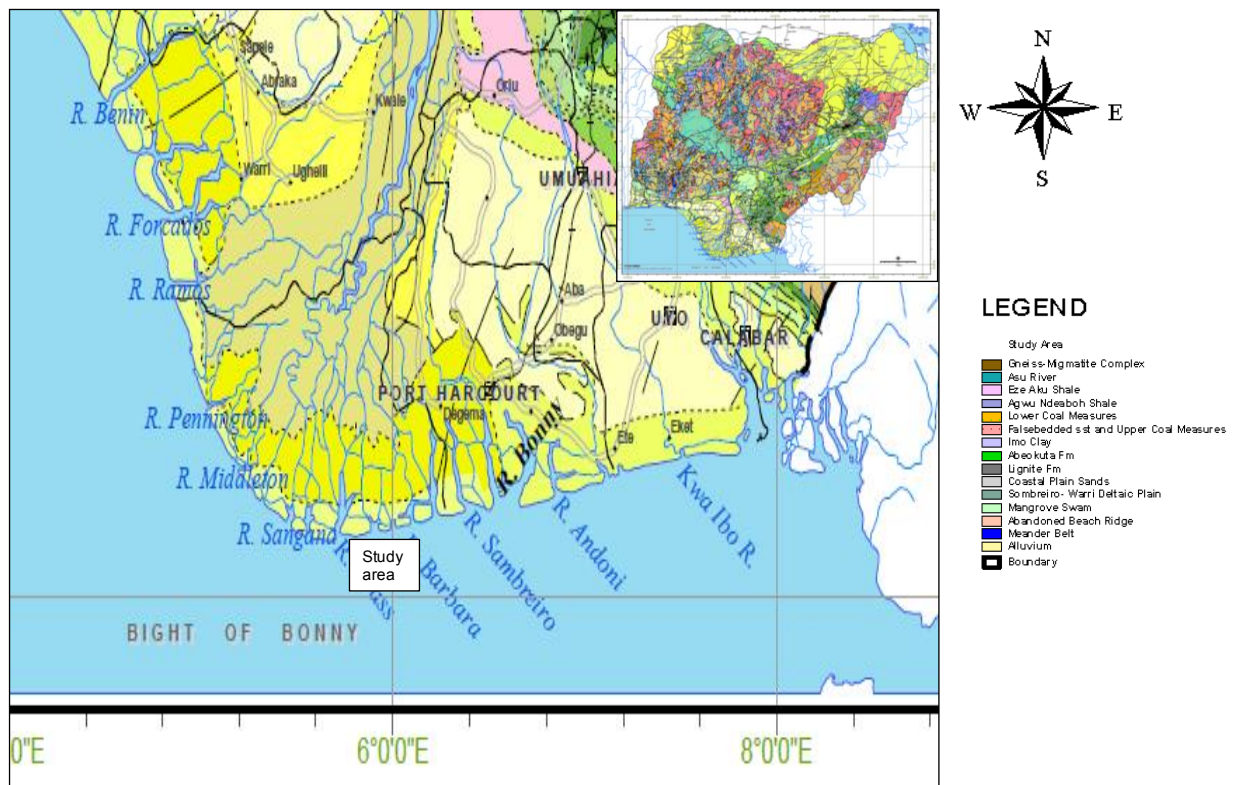 Sapele
Abraka
Kwale
Orlu
R. Benin
Warri
Ughelli
UMUAHI
R. Forcados
R. Ramos
Aba
Obegu
UYO
CALABAR
PORT HARCOURT
Degema
R. Pennington
R. Bonny
Ete
Eket
R. Middleton
R. Sangana
Kwa Ibo R.
R. Andoni
R. Sambreiro
Barbara
Study
area
BIGHT OF BONNY
0'0"E
6°0'0"E
8°0'0"E
N
W
E
S
LEGEND
Study Area
Gneiss-Migmatite Complex
Asu River
Eze Aku Shale
Agwu Ndeaboh Shale
Lower Coal Measures
Falsebedded sst and Upper Coal Measures
Imo Clay
Abeokuta Fm
Lignite Fm
Coastal Plain Sands
Sombreiro- Warri Deltaic Plain
Mangrove Swam
Abandoned Beach Ridge
Meander Belt
Alluvium
Boundary